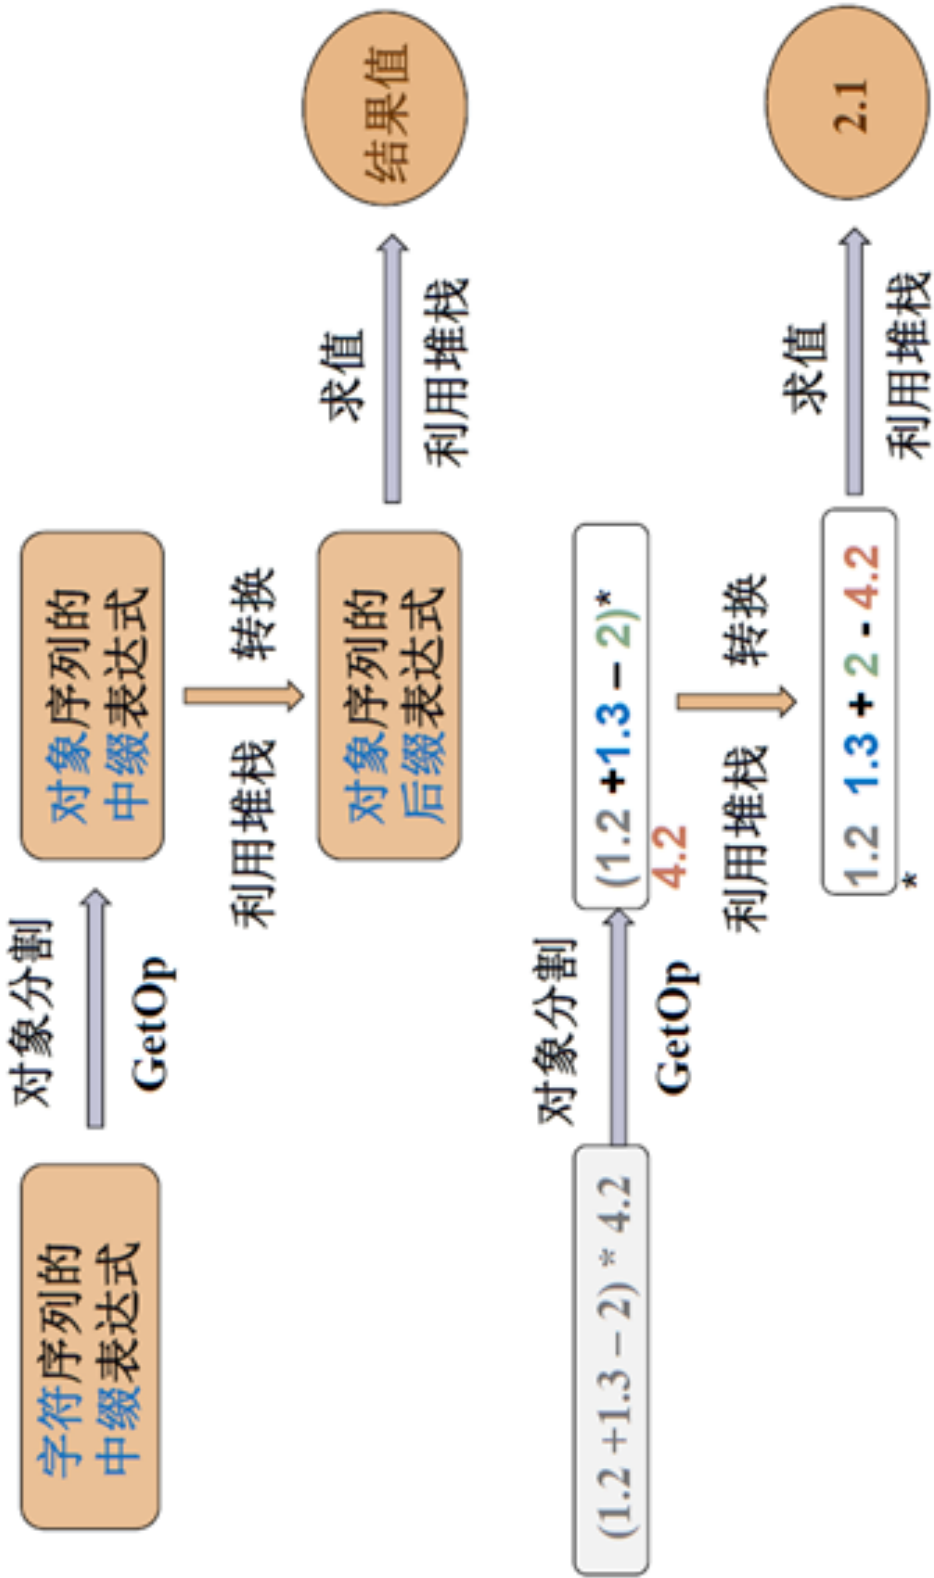 字符序列的
中缀表达式
对象分割
GetOp
对象序列的
中缀表达式
利用堆栈
转换
对象序列的
后缀表达式
求值
利用堆栈
结果值
(1.2 +1.3 – 2) * 4.2
对象分割
GetOp
(1.2 +1.3 – 2)*
4.2
利用堆栈
转换
1.2 1.3 + 2 - 4.2
*
求值
利用堆栈
2.1